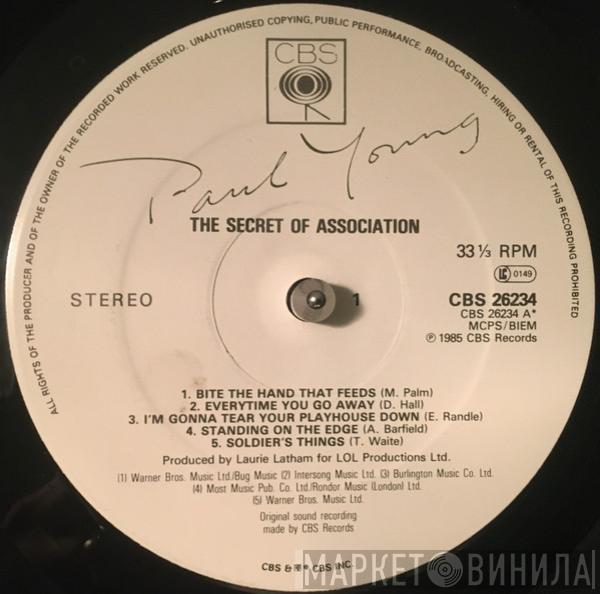 ALL RIGHTS OF THE PRODUCER AND OF THE OWNER OF THE RECORDED WORK RESERVED. UNAUTHORISED COPYING, PUBLIC PERFORMANCE, BROADCASTING, HIRING OR RENTAL OF THIS RECORDING PROHIBITED
CBS
Paul Young
THE SECRET OF ASSOCIATION
33 ⅓ RPM
LC 0149
STEREO
1
CBS 26234
CBS 26234 A*
MCPS/BIEM
℗ 1985 CBS Records
1. BITE THE HAND THAT FEEDS (M. Palm)
2. EVERYTIME YOU GO AWAY (D. Hall)
3. I'M GONNA TEAR YOUR PLAYHOUSE DOWN (E. Randle)
4. STANDING ON THE EDGE (A. Barfield)
5. SOLDIER'S THINGS (T. Waite)
Produced by Laurie Latham for LOL Productions Ltd.
(1) Warner Bros. Music Ltd./Bug Music (2) Intersong Music Ltd. (3) Burlington Music Co. Ltd.
(4) Most Music Pub. Co. Ltd./Rondor Music (London) Ltd.
(5) Warner Bros. Music Ltd.
Original sound recording
made by CBS Records
CBS & CBS INC.
МАРКЕТ ВИНИЛА